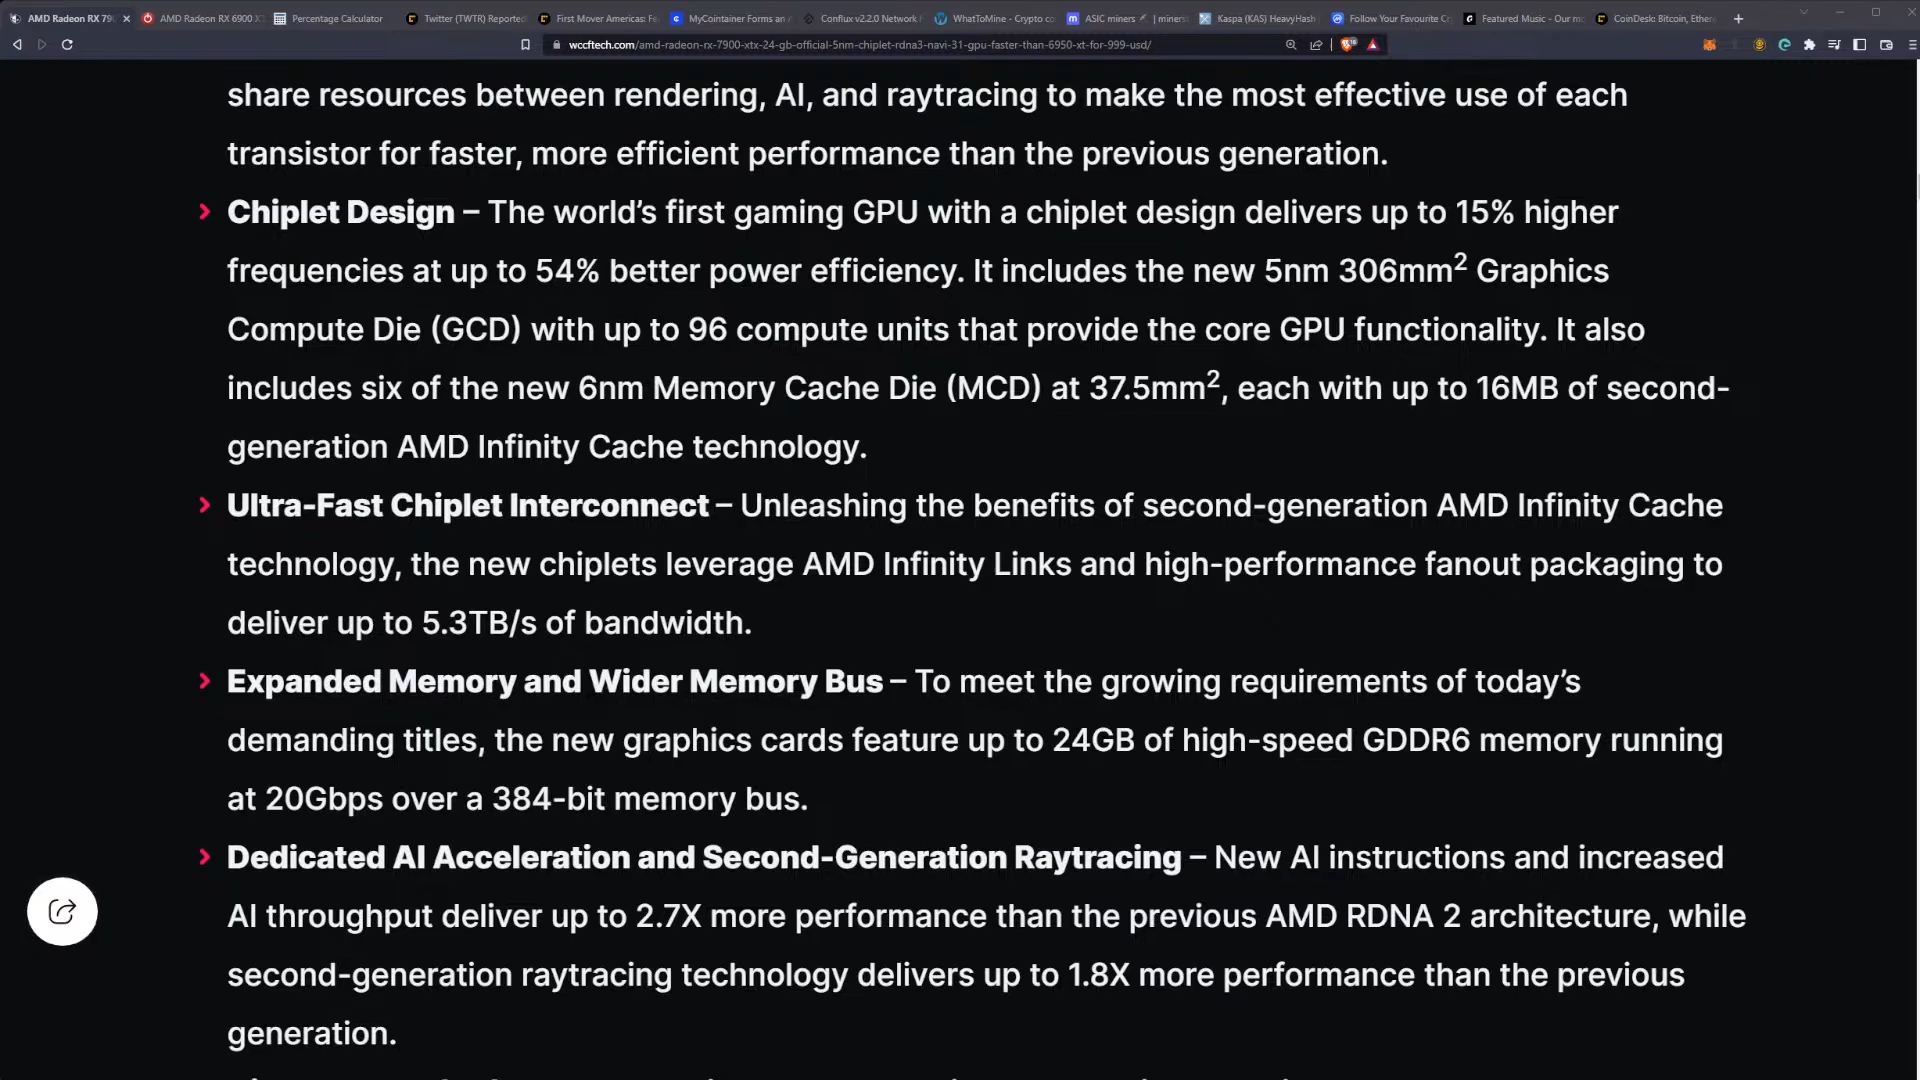 AMD Radeon RX 79
AMD Radeon RX 6900 X
Percentage Calculator
Twitter (TWTR) Reported
First Mover Americas: Fe
MyCointainer Forms an
Conflux v2.2.0 Network
WhatToMine - Crypto co
ASIC miners
miners
Kaspa (KAS) HeavyHash
Follow Your Favourite Cr
Featured Music - Our m
CoinDesk: Bitcoin, Ether
wccftech.com/amd-radeon-rx-7900-xtx-24-gb-official-5nm-chiplet-rdna3-navi-31-gpu-faster-than-6950-xt-for-999-usd/
share resources between rendering, AI, and raytracing to make the most effective use of each
transistor for faster, more efficient performance than the previous generation.
Chiplet Design – The world’s first gaming GPU with a chiplet design delivers up to 15% higher
frequencies at up to 54% better power efficiency. It includes the new 5nm 306mm² Graphics
Compute Die (GCD) with up to 96 compute units that provide the core GPU functionality. It also
includes six of the new 6nm Memory Cache Die (MCD) at 37.5mm², each with up to 16MB of second-
generation AMD Infinity Cache technology.
Ultra-Fast Chiplet Interconnect – Unleashing the benefits of second-generation AMD Infinity Cache
technology, the new chiplets leverage AMD Infinity Links and high-performance fanout packaging to
deliver up to 5.3TB/s of bandwidth.
Expanded Memory and Wider Memory Bus – To meet the growing requirements of today’s
demanding titles, the new graphics cards feature up to 24GB of high-speed GDDR6 memory running
at 20Gbps over a 384-bit memory bus.
Dedicated AI Acceleration and Second-Generation Raytracing – New AI instructions and increased
AI throughput deliver up to 2.7X more performance than the previous AMD RDNA 2 architecture, while
second-generation raytracing technology delivers up to 1.8X more performance than the previous
generation.